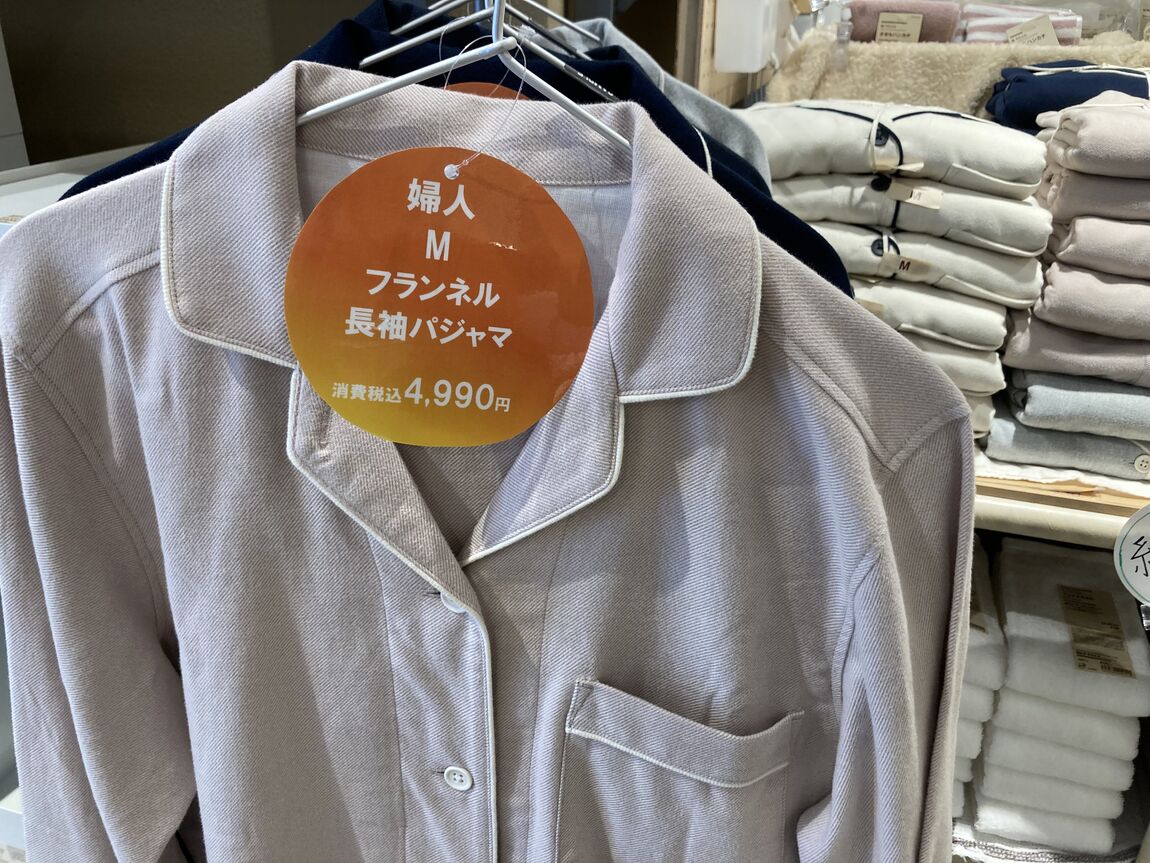 婦人
M
フランネル
長袖パジャマ
消費税込4,990円
M